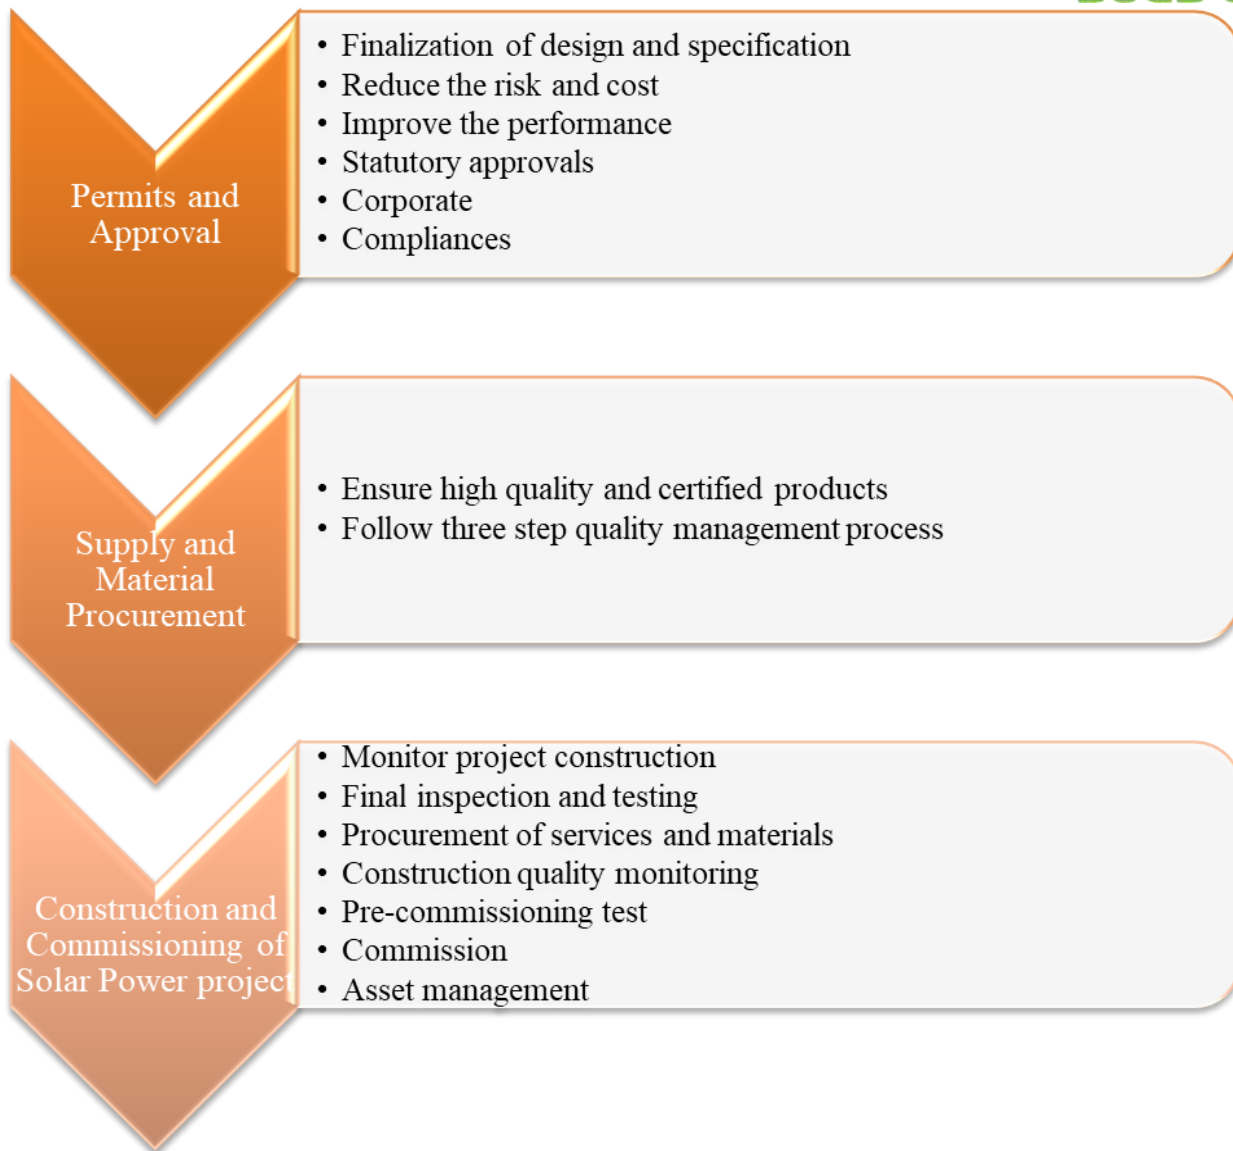 Permits and
Approval
• Finalization of design and specification
• Reduce the risk and cost
• Improve the performance
• Statutory approvals
• Corporate
• Compliances
Supply and
Material
Procurement
• Ensure high quality and certified products
• Follow three step quality management process
Construction and
Commissioning of
Solar Power project
• Monitor project construction
• Final inspection and testing
• Procurement of services and materials
• Construction quality monitoring
• Pre-commissioning test
• Commission
• Asset management